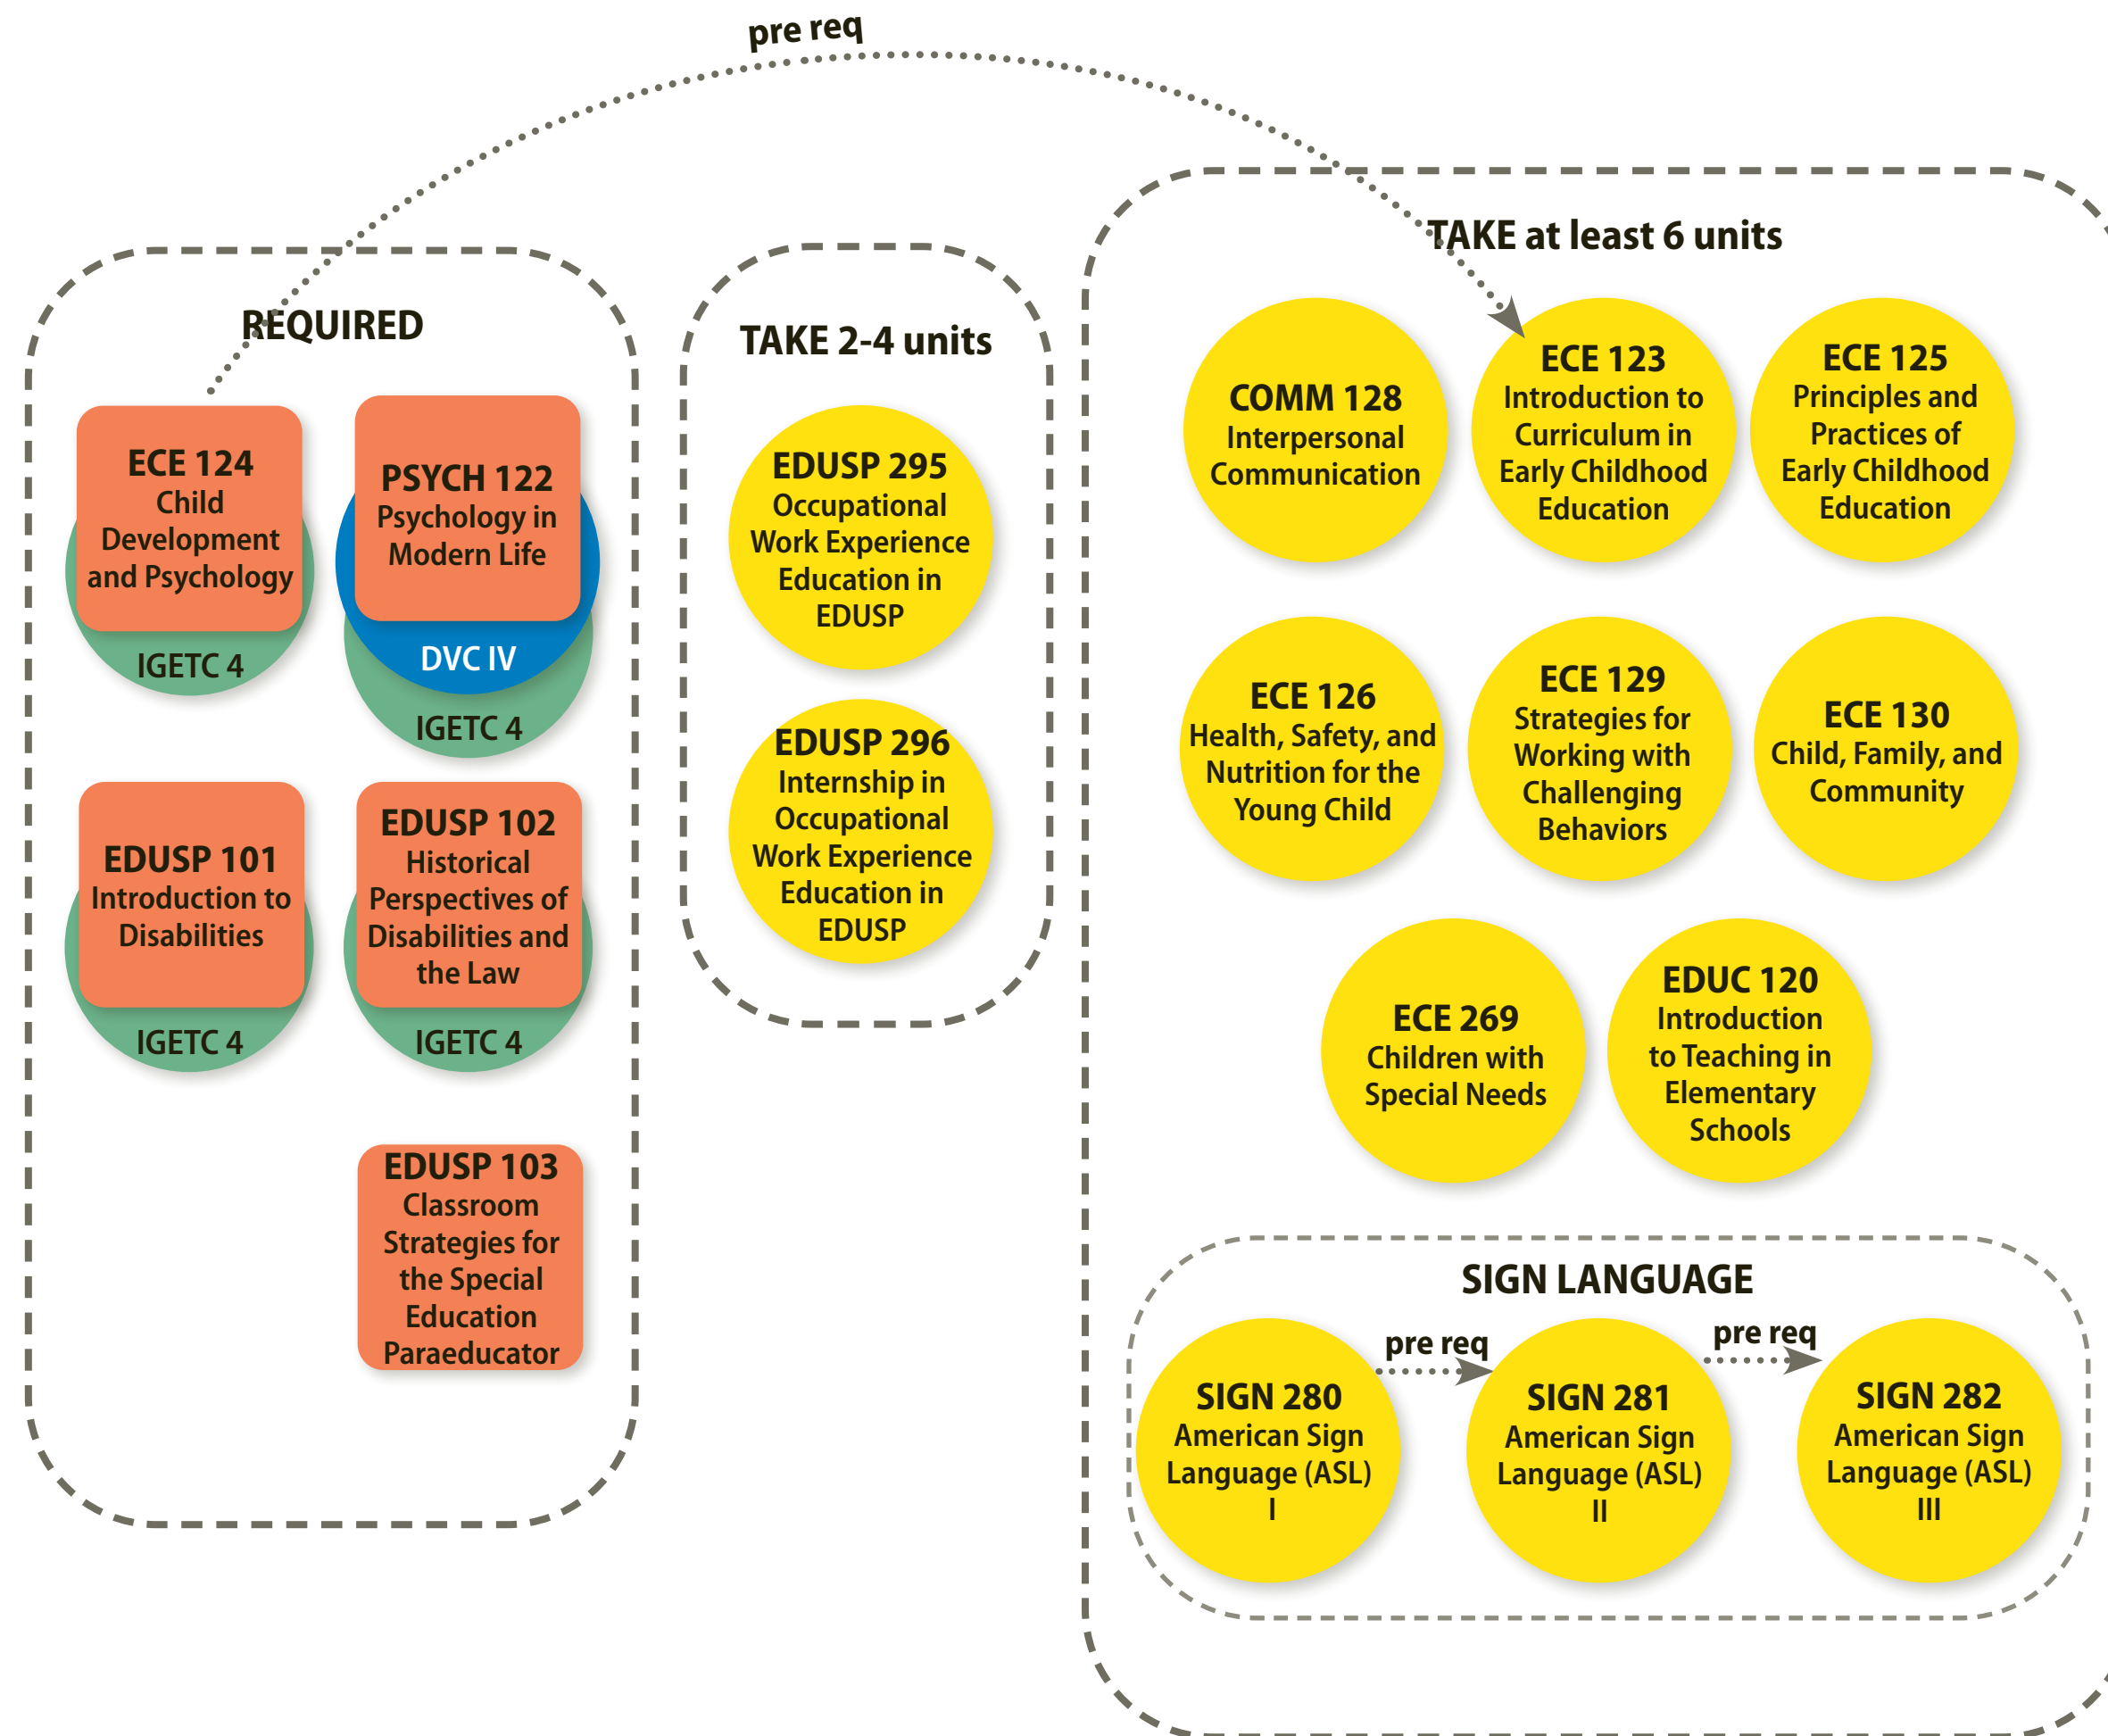 pre req
REQUIRED
ECE 124
Child
Development
and Psychology
IGETC 4
PSYCH 122
Psychology in
Modern Life
DVC IV
IGETC 4
EDUSP 101
Introduction to
Disabilities
IGETC 4
EDUSP 102
Historical
Perspectives of
Disabilities and
the Law
IGETC 4
EDUSP 103
Classroom
Strategies for
the Special
Education
Paraeducator
TAKE 2-4 units
EDUSP 295
Occupational
Work Experience
Education in
EDUSP
EDUSP 296
Internship in
Occupational
Work Experience
Education in
EDUSP
TAKE at least 6 units
COMM 128
Interpersonal
Communication
ECE 123
Introduction to
Curriculum in
Early Childhood
Education
ECE 125
Principles and
Practices of
Early Childhood
Education
ECE 126
Health, Safety, and
Nutrition for the
Young Child
ECE 129
Strategies for
Working with
Challenging
Behaviors
ECE 130
Child, Family, and
Community
ECE 269
Children with
Special Needs
EDUC 120
Introduction
to Teaching in
Elementary
Schools
SIGN LANGUAGE
SIGN 280
American Sign
Language (ASL)
I
pre req
SIGN 281
American Sign
Language (ASL)
II
pre req
SIGN 282
American Sign
Language (ASL)
III